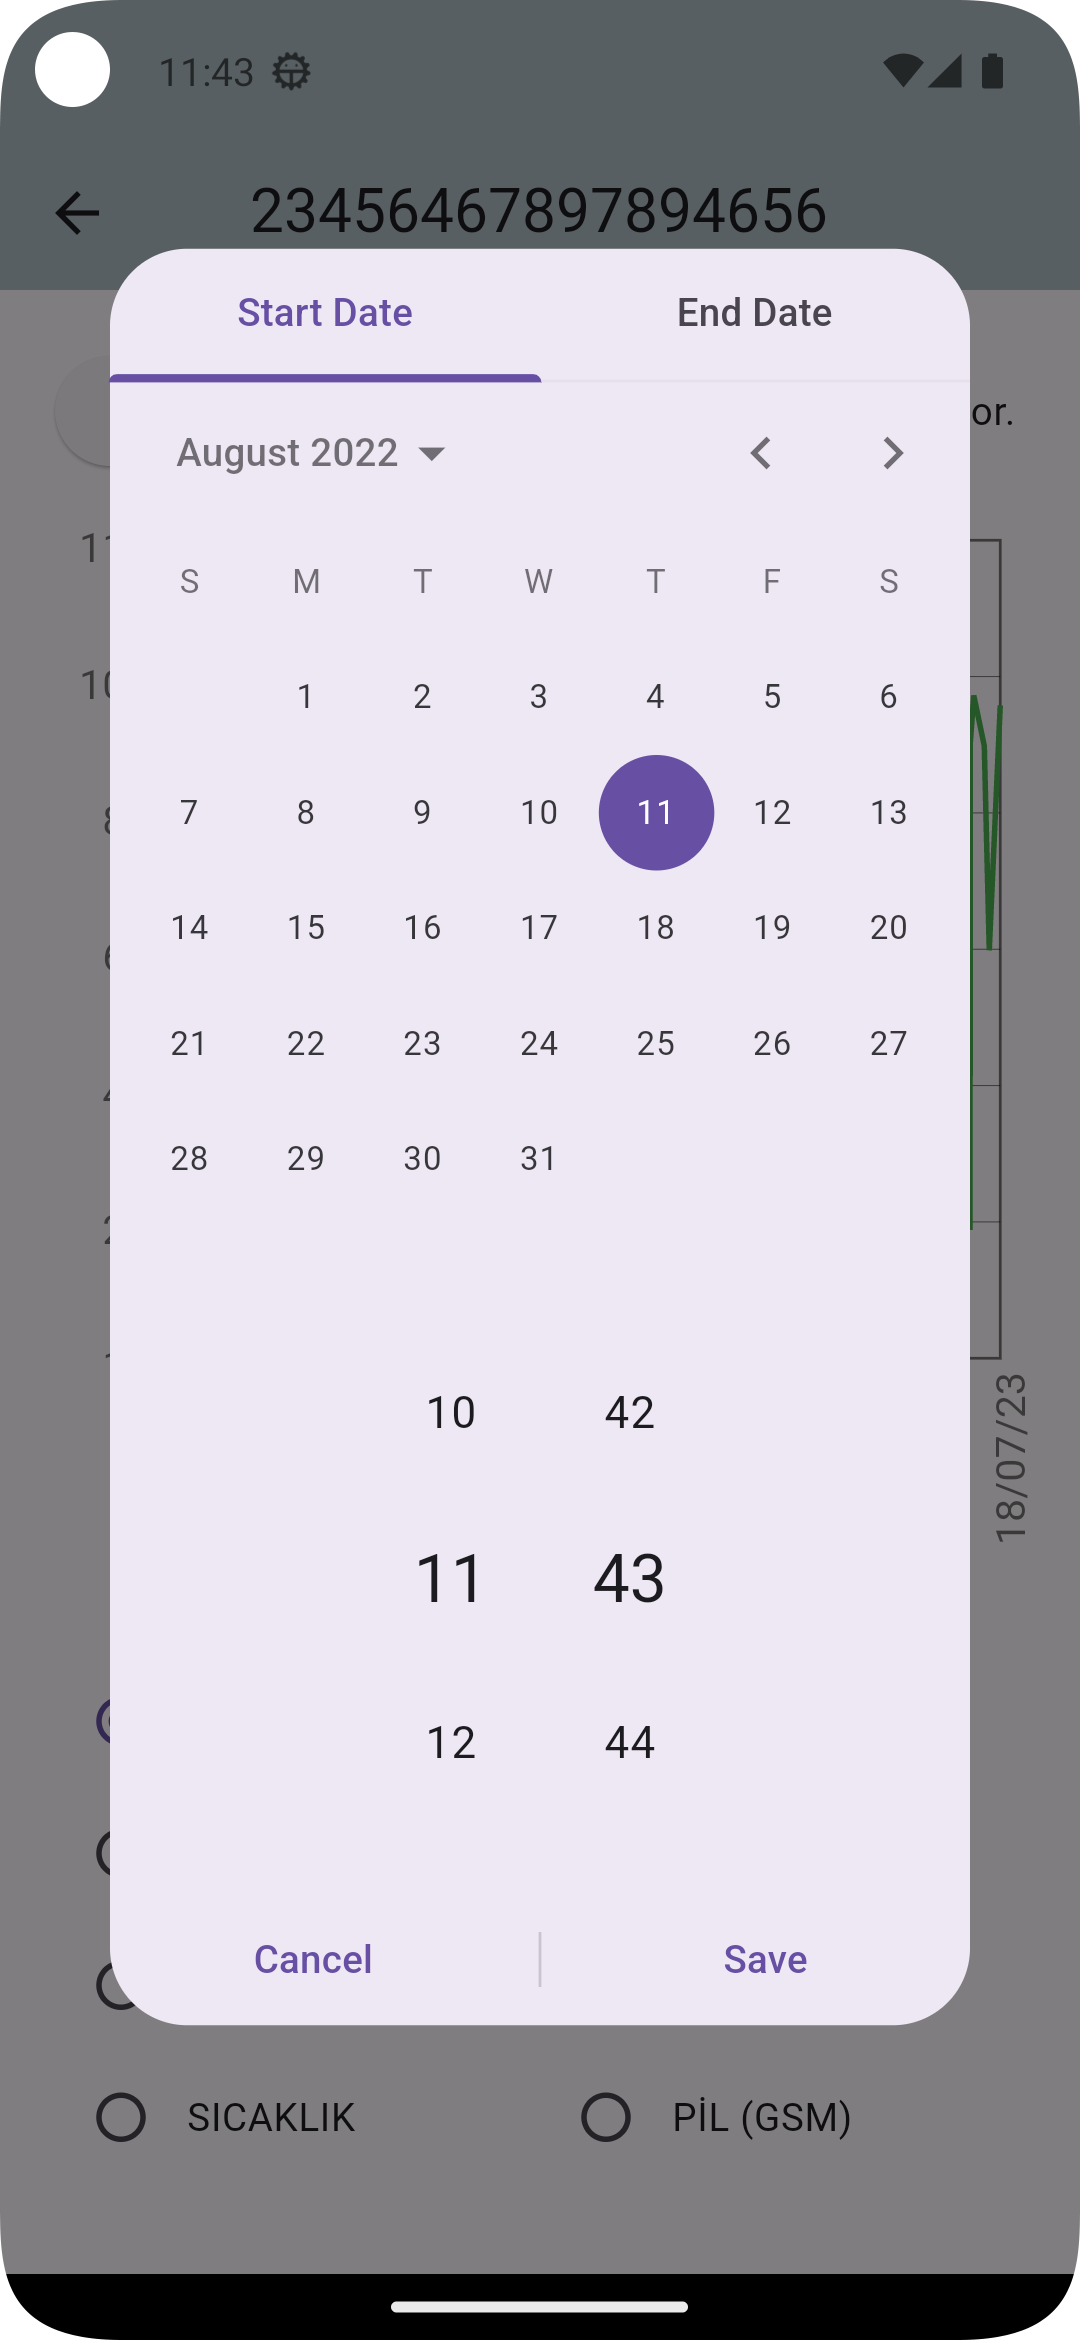 11:43
23456467897894656
Start Date End Date
or.
August 2022
S M T W T F S
1 2 3 4 5 6
7 8 9 10 11 12 13
14 15 16 17 18 19 20
21 22 23 24 25 26 27
28 29 30 31
10 42
11 43
12 44
18/07/23
Cancel Save
SICAKLIK PİL (GSM)